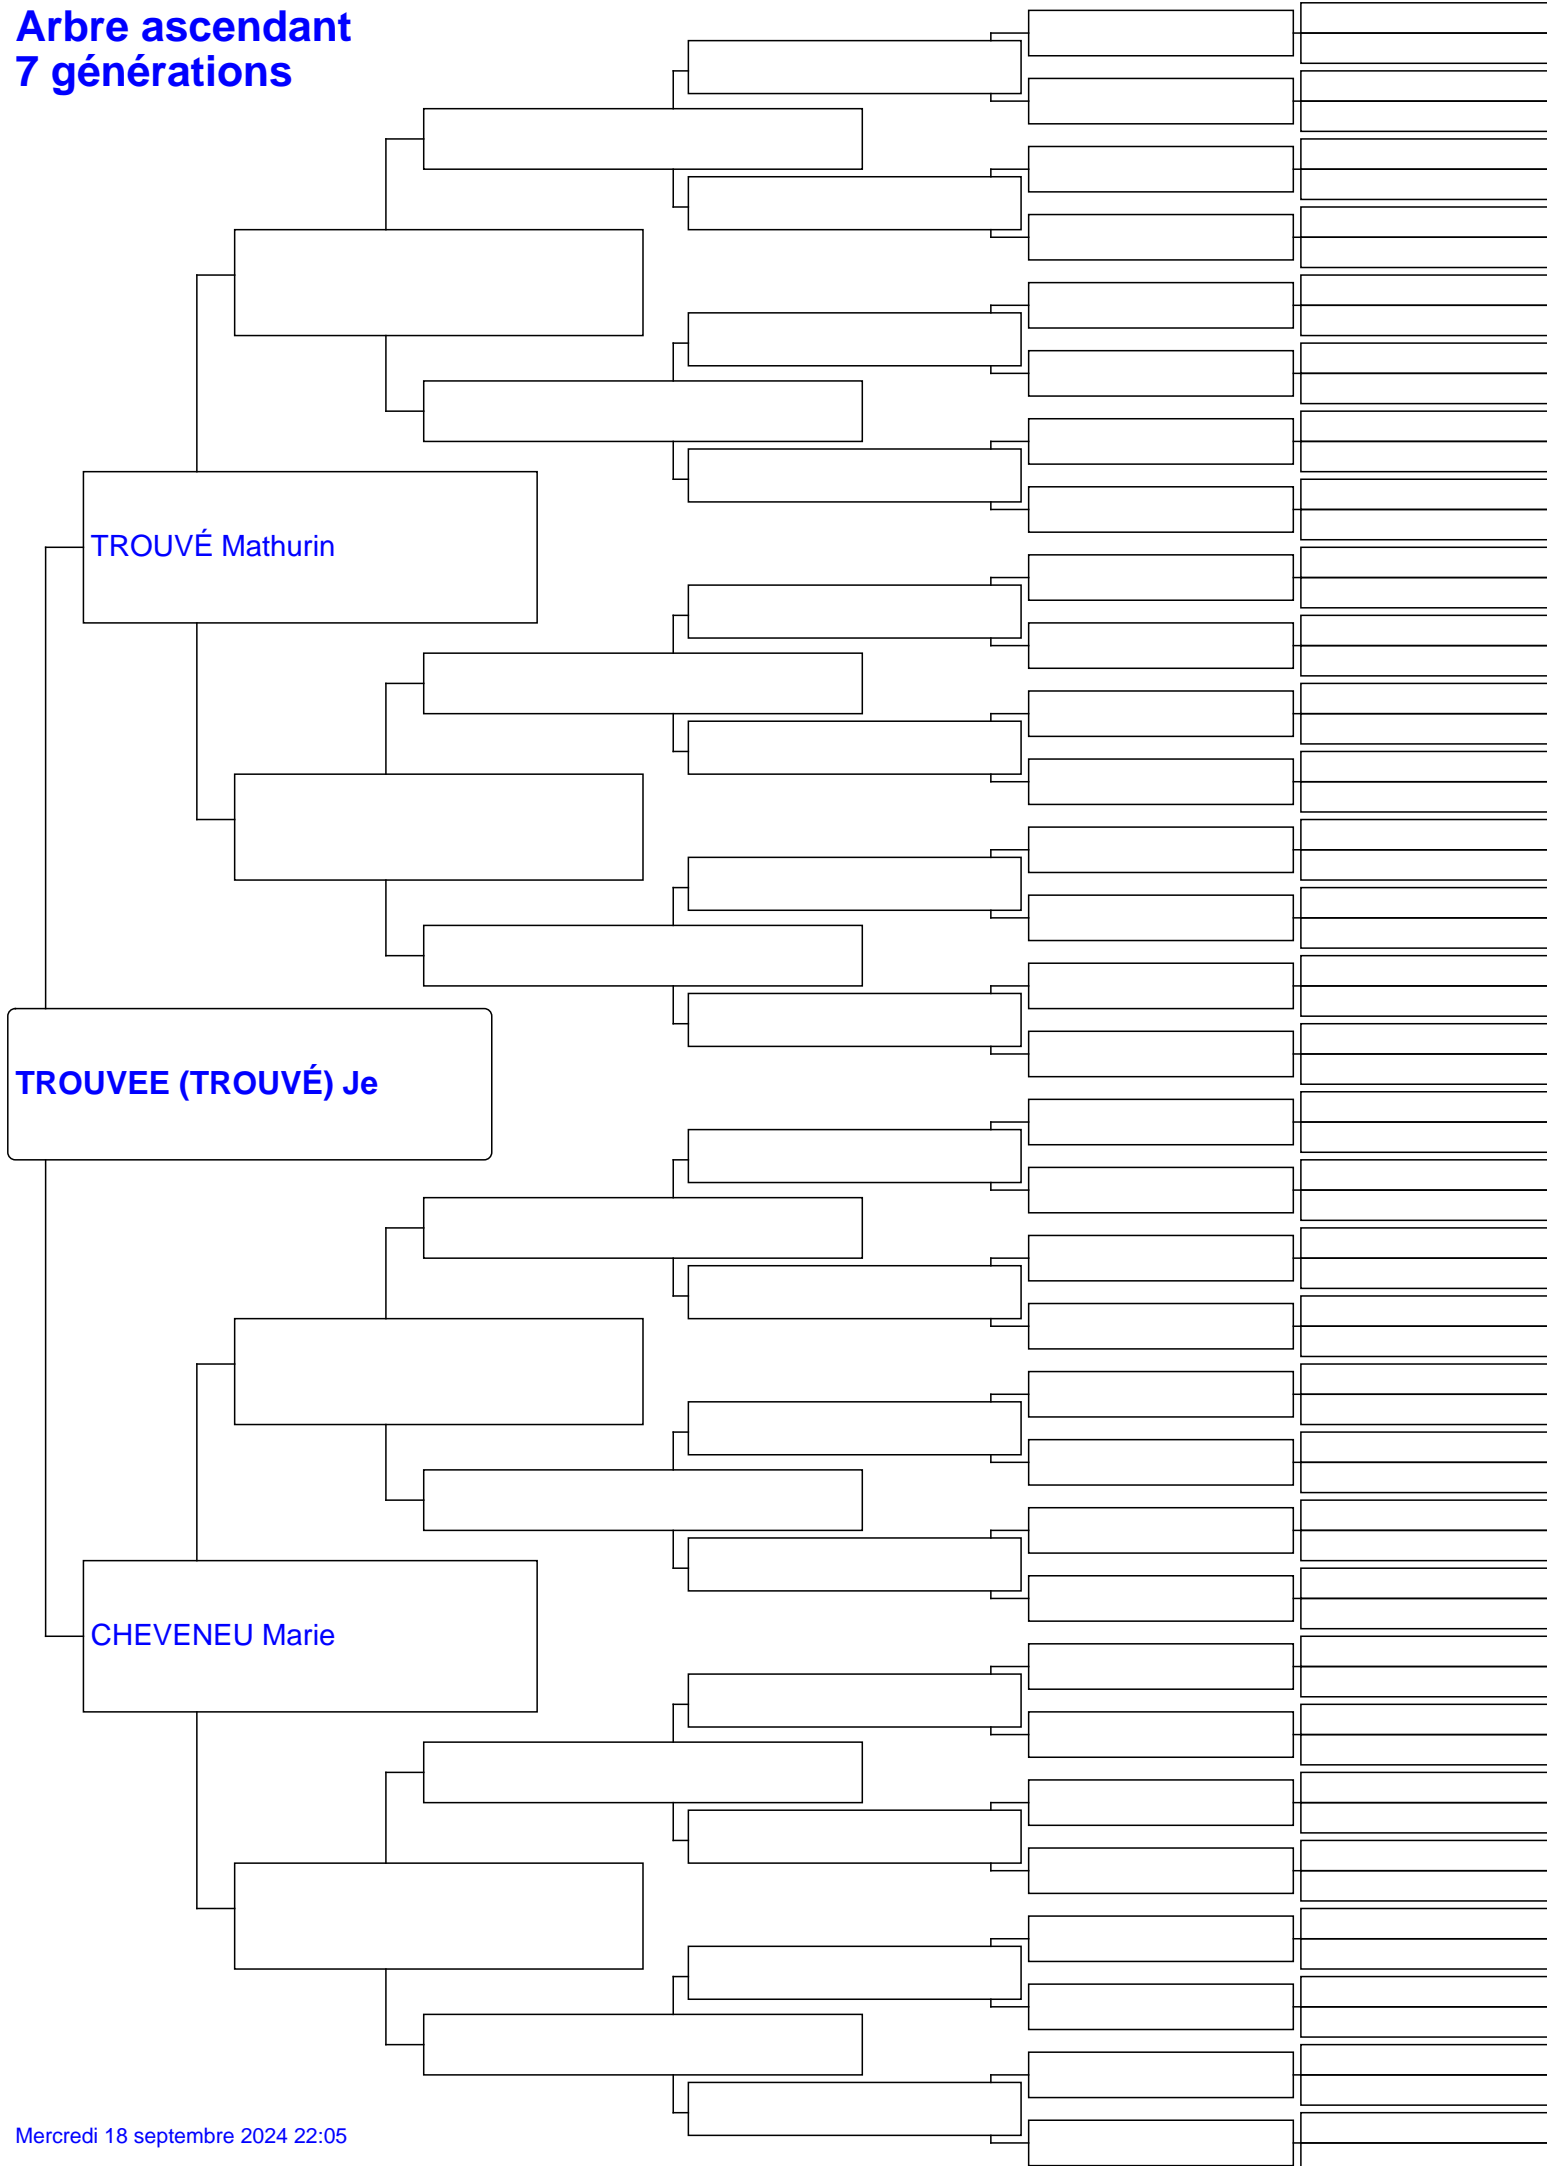 Arbre ascendant
7 générations
TROUVÉ Mathurin
TROUVEE (TROUVÉ) Je
CHEVENEU Marie
Mercredi 18 septembre 2024 22:05